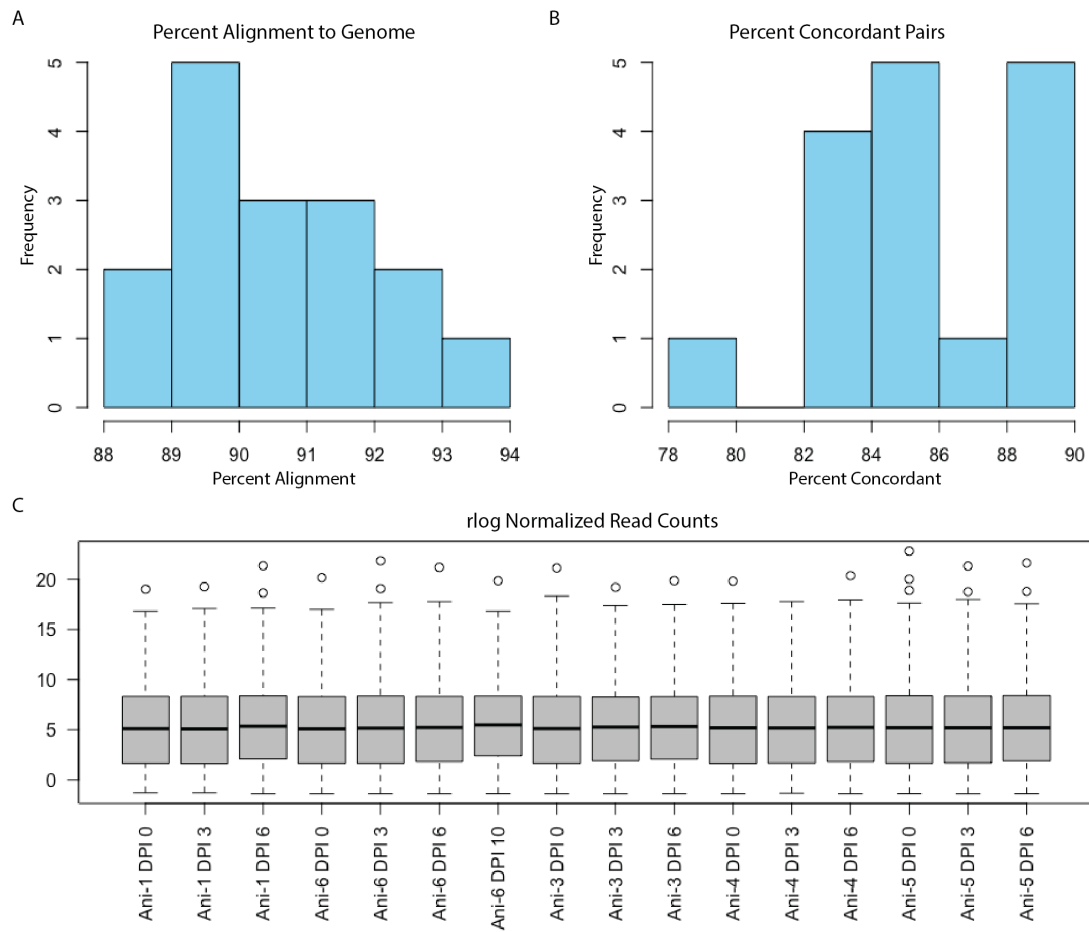 A
Percent Alignment to Genome
5
4
3
2
1
0
Frequency
88 89 90 91 92 93 94
Percent Alignment
B
Percent Concordant Pairs
5
4
3
2
1
0
Frequency
78 80 82 84 86 88 90
Percent Concordant
C
rlog Normalized Read Counts
20
15
10
5
0
Ani-1 DPI 0
Ani-1 DPI 3
Ani-1 DPI 6
Ani-6 DPI 0
Ani-6 DPI 3
Ani-6 DPI 6
Ani-6 DPI 10
Ani-3 DPI 0
Ani-3 DPI 3
Ani-3 DPI 6
Ani-4 DPI 0
Ani-4 DPI 3
Ani-4 DPI 6
Ani-5 DPI 0
Ani-5 DPI 3
Ani-5 DPI 6